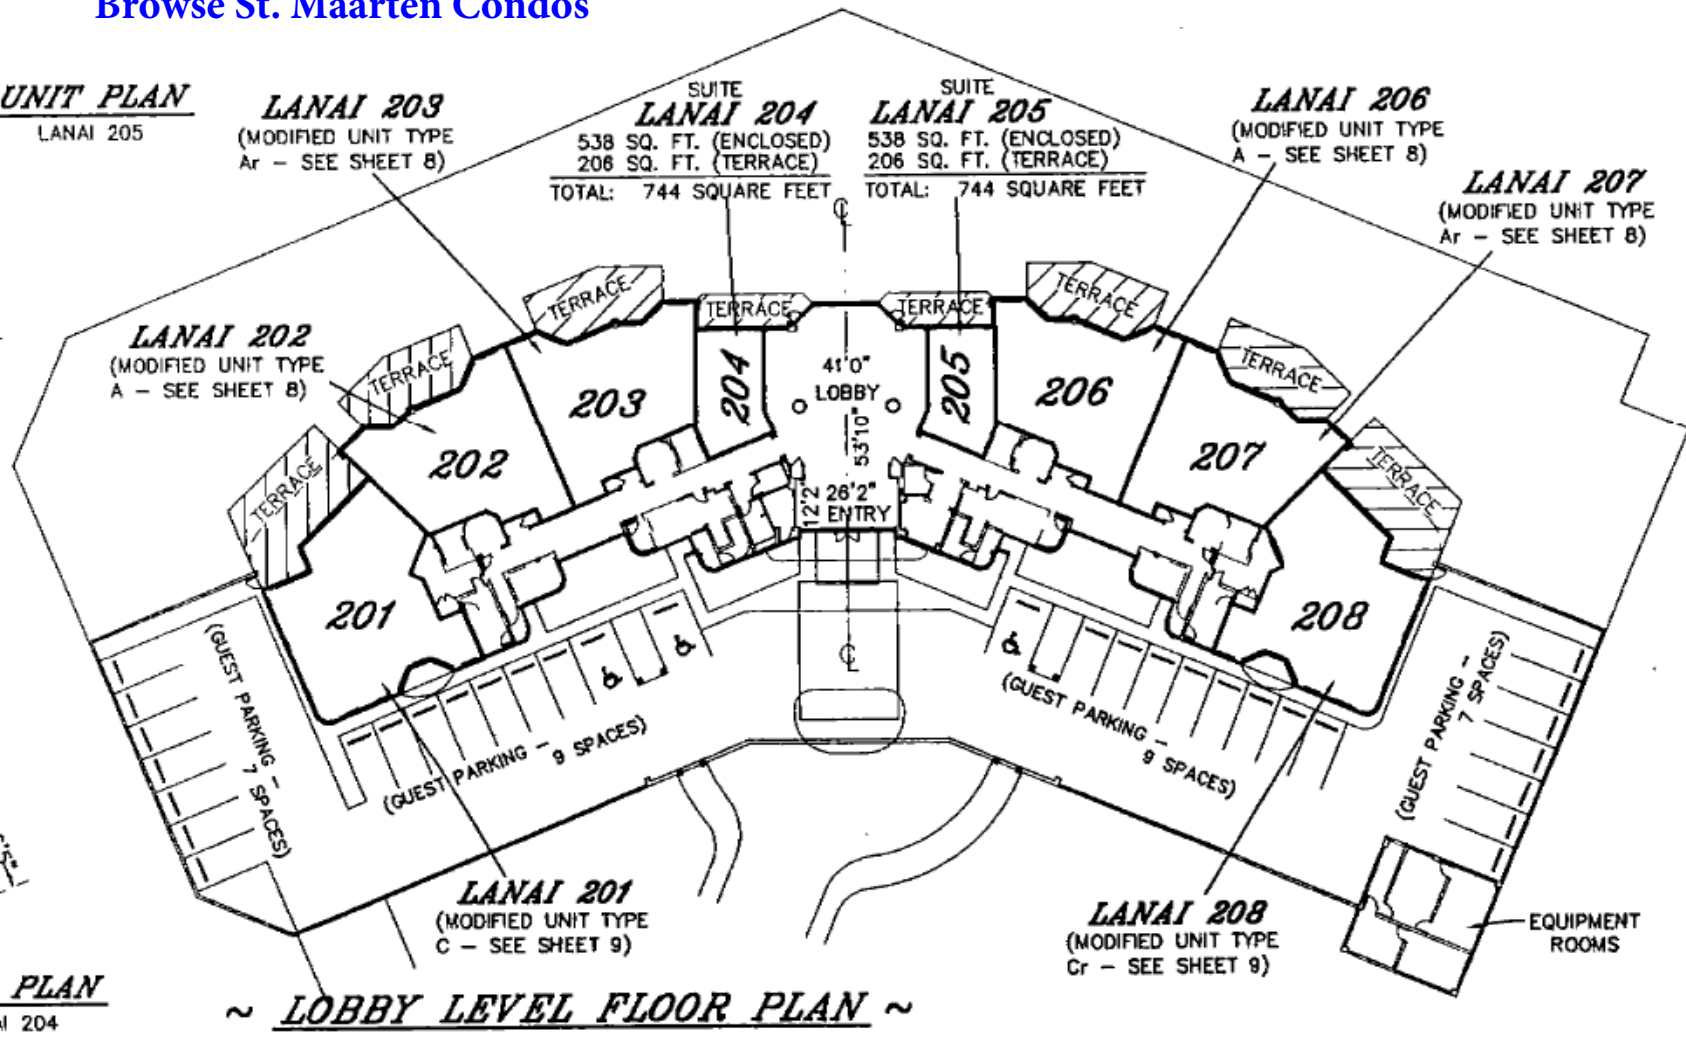 Browse St. Maarten Condos
UNIT PLAN
LANAI 205
LANAI 203
(MODIFIED UNIT TYPE
Ar – SEE SHEET 8)
SUITE
LANAI 204
538 SQ. FT. (ENCLOSED)
206 SQ. FT. (TERRACE)
TOTAL: 744 SQUARE FEET
SUITE
LANAI 205
538 SQ. FT. (ENCLOSED)
206 SQ. FT. (TERRACE)
TOTAL: 744 SQUARE FEET
LANAI 206
(MODIFIED UNIT TYPE
A – SEE SHEET 8)
LANAI 207
(MODIFIED UNIT TYPE
Ar – SEE SHEET 8)
LANAI 202
(MODIFIED UNIT TYPE
A – SEE SHEET 8)
TERRACE
TERRACE
TERRACE
TERRACE
TERRACE
TERRACE
TERRACE
TERRACE
201
202
203
204
205
206
207
208
41'0"
LOBBY
53'10"
26'2"
ENTRY
12'2
(GUEST PARKING –
7 SPACES)
(GUEST PARKING –
9 SPACES)
(GUEST PARKING –
9 SPACES)
(GUEST PARKING –
7 SPACES)
LANAI 201
(MODIFIED UNIT TYPE
C – SEE SHEET 9)
LANAI 208
(MODIFIED UNIT TYPE
Cr – SEE SHEET 9)
EQUIPMENT
ROOMS
PLAN
204
~ LOBBY LEVEL FLOOR PLAN ~